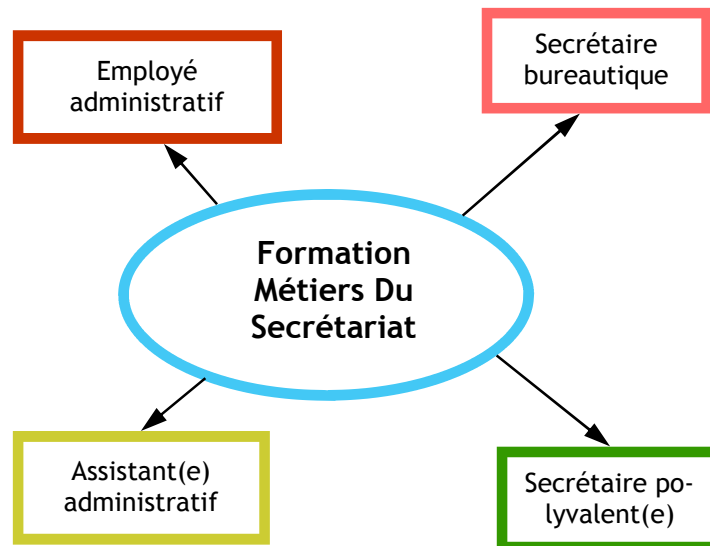 Employé
administratif
Secrétaire
bureautique
Formation
Métiers Du
Secrétariat
Assistant(e)
administratif
Secrétaire po-
lyvalent(e)